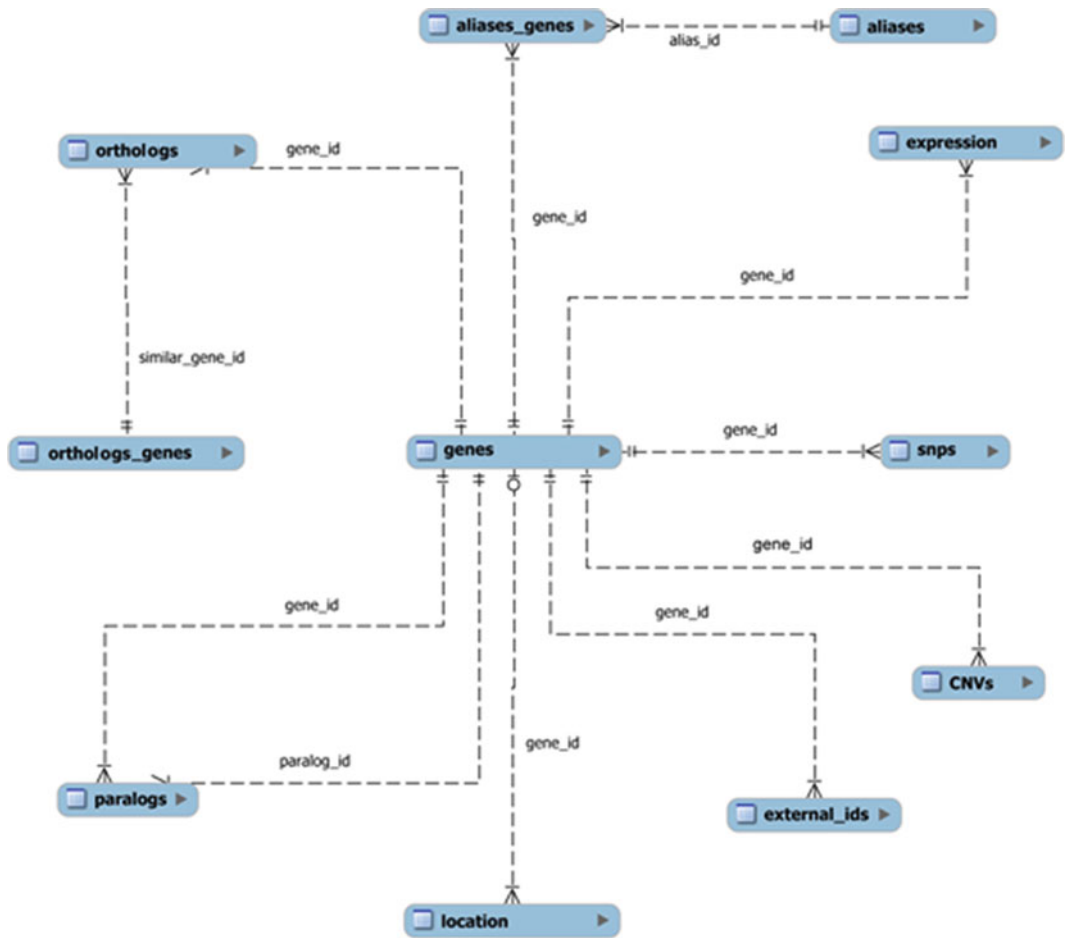 aliases_genes
aliases
alias_id
orthologs
gene_id
expression
gene_id
gene_id
similar_gene_id
orthologs_genes
genes
gene_id
snps
gene_id
gene_id
gene_id
CNVs
gene_id
paralog_id
paralogs
external_ids
location